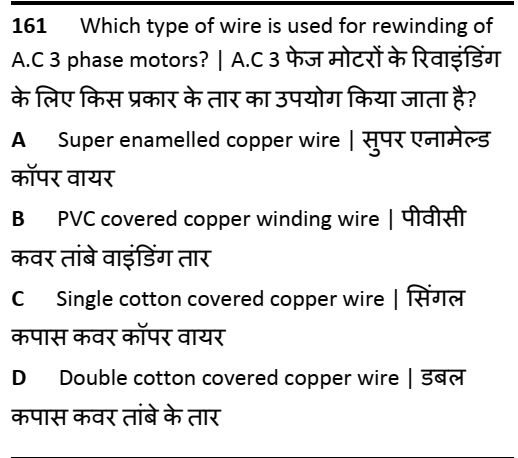 161 Which type of wire is used for rewinding of
A.C 3 phase motors? | A.C 3 फेज मोटरों के रिवाइंडिंग
के लिए किस प्रकार के तार का उपयोग किया जाता है?
A Super enamelled copper wire | सुपर एनामेल्ड
कॉपर वायर
B PVC covered copper winding wire | पीवीसी
कवर तांबे वाइंडिंग तार
C Single cotton covered copper wire | सिंगल
कपास कवर कॉपर वायर
D Double cotton covered copper wire | डबल
कपास कवर तांबे के तार